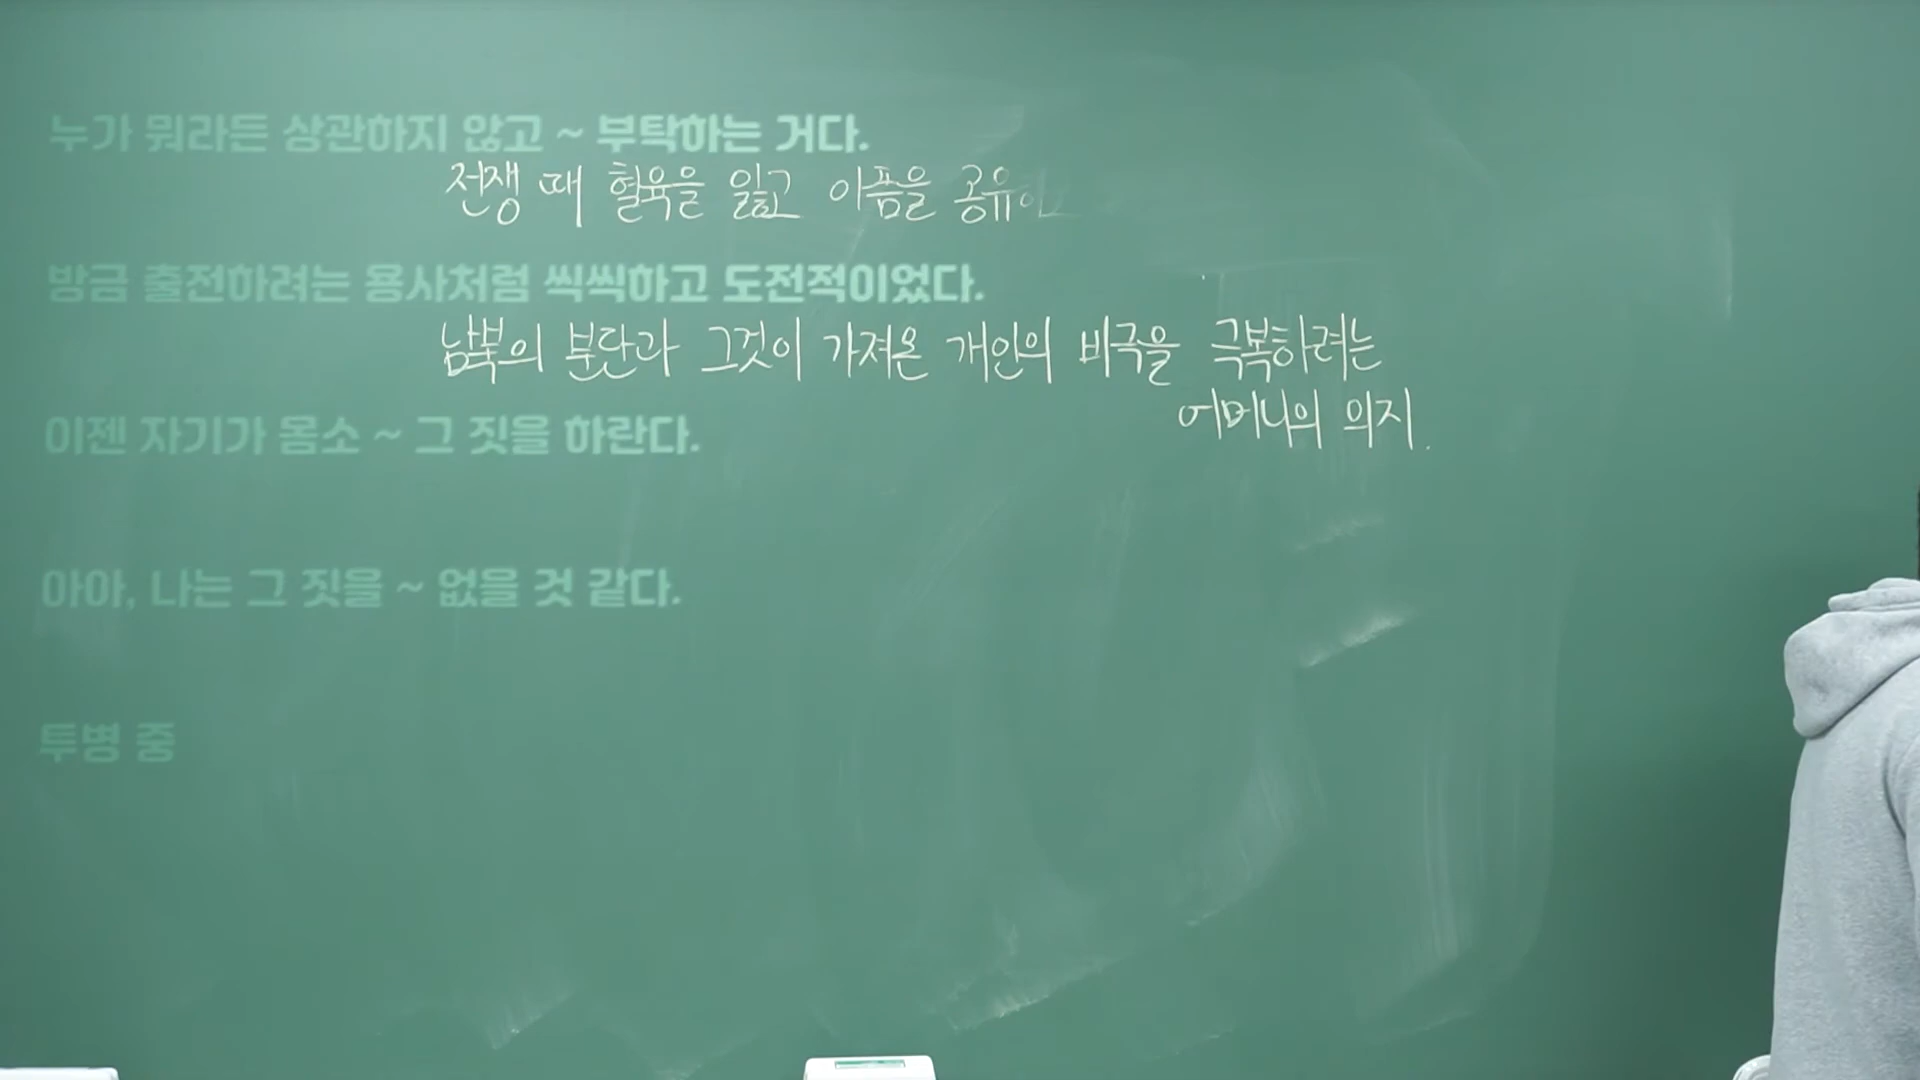 누가 뭐라든 상관하지 않고 ~ 부탁하는 거다.
전쟁 때 혈육을 잃고 아픔을 공유
방금 출전하려는 용사처럼 씩씩하고 도전적이었다.
남북의 분단과 그것이 가져온 개인의 비극을 극복하려는
어머니의 의지.
이젠 자기가 몸소 ~ 그 짓을 하란다.
아아, 나는 그 짓을 ~ 없을 것 같다.
투병 중